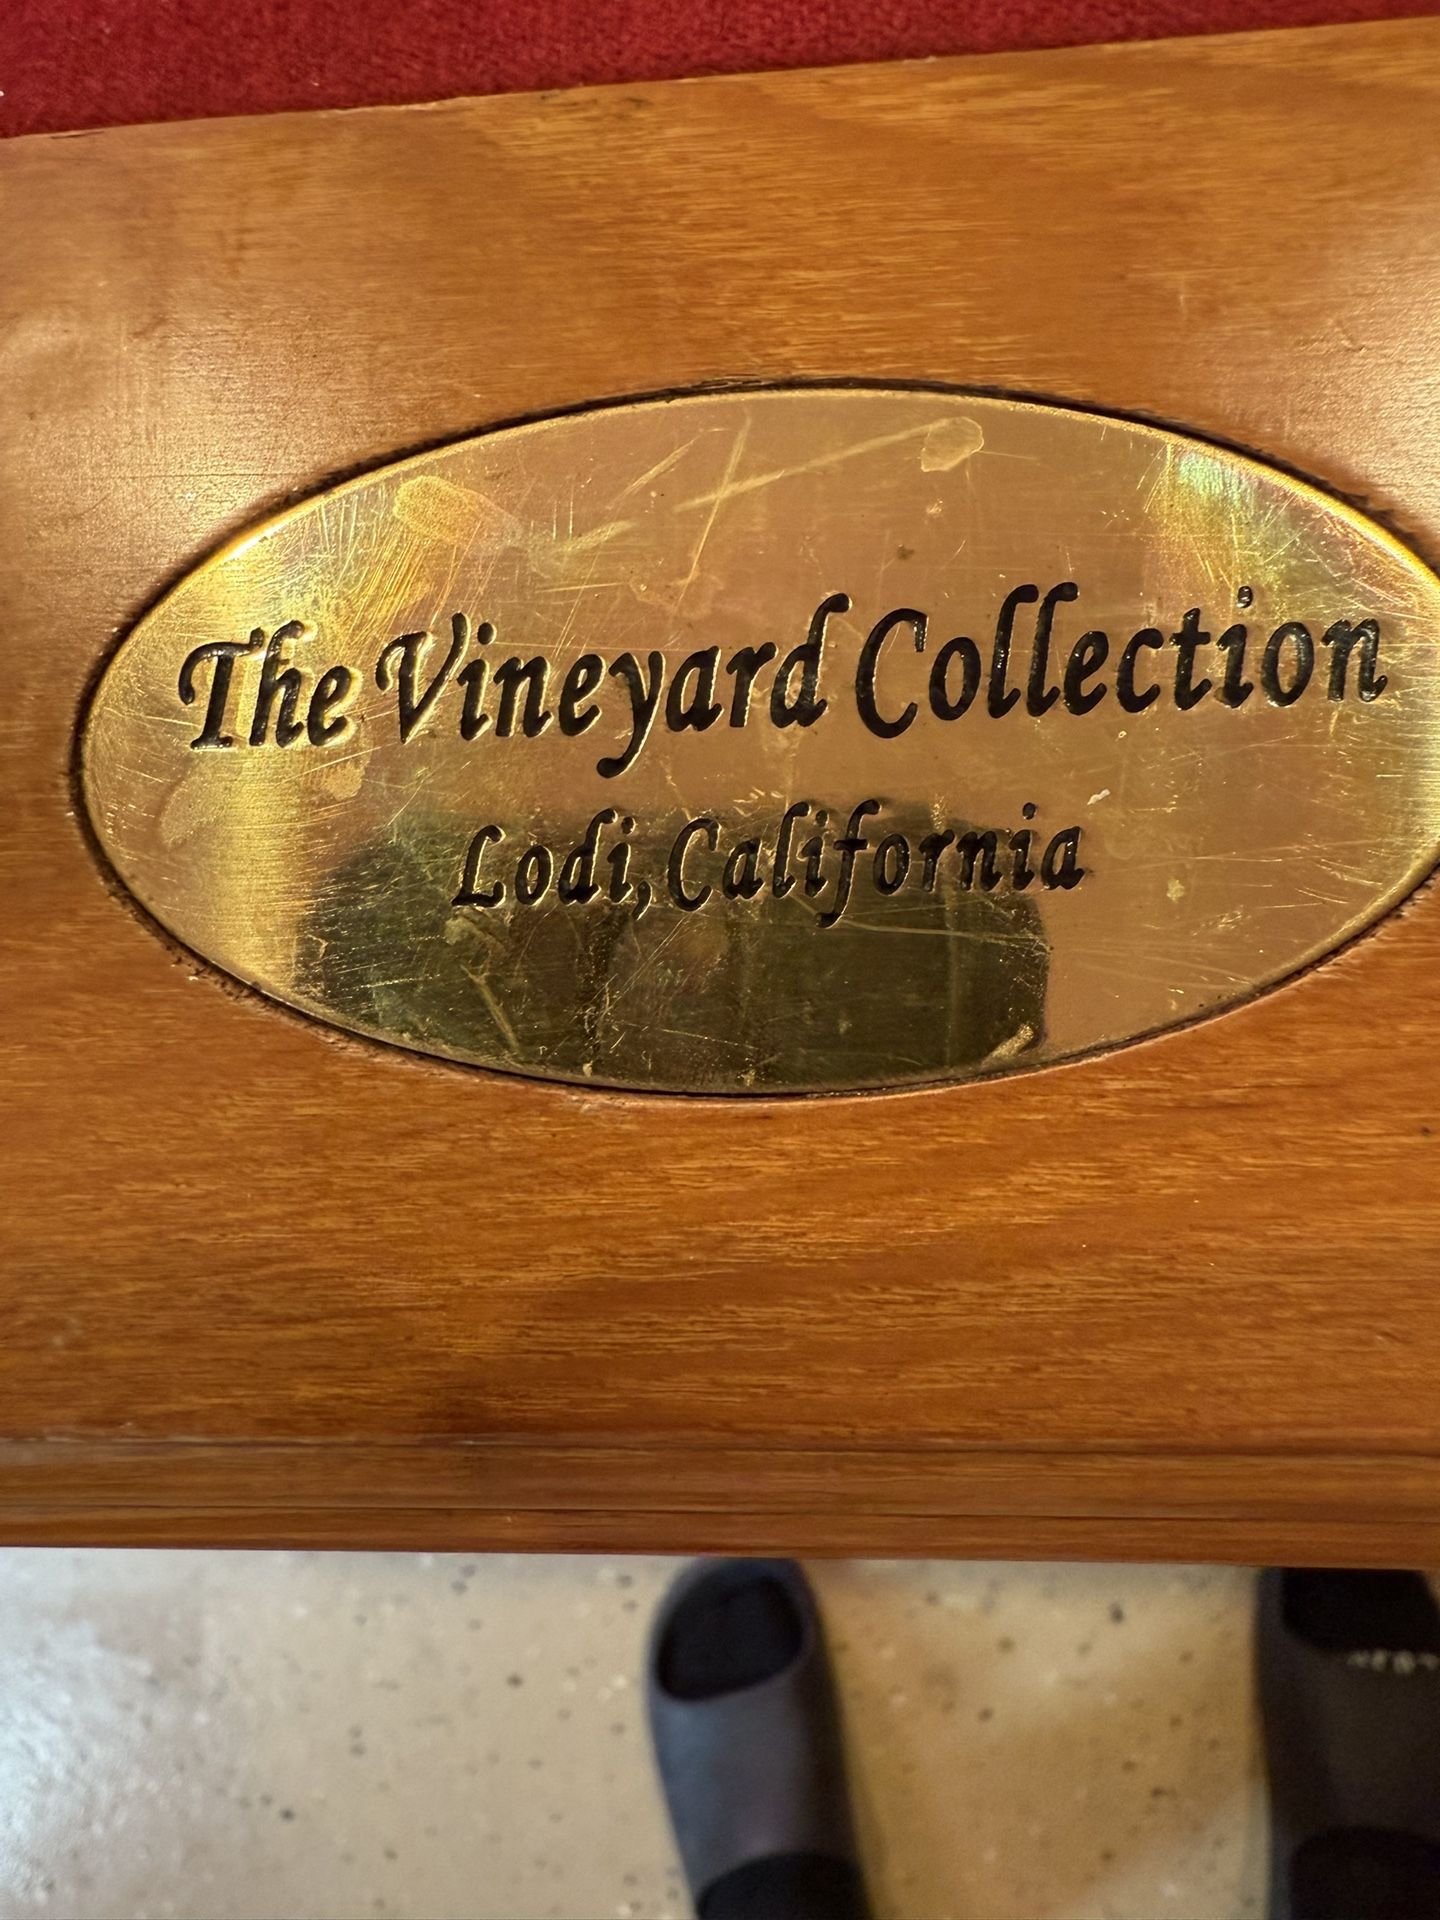 The Vineyard Collection
Lodi, California